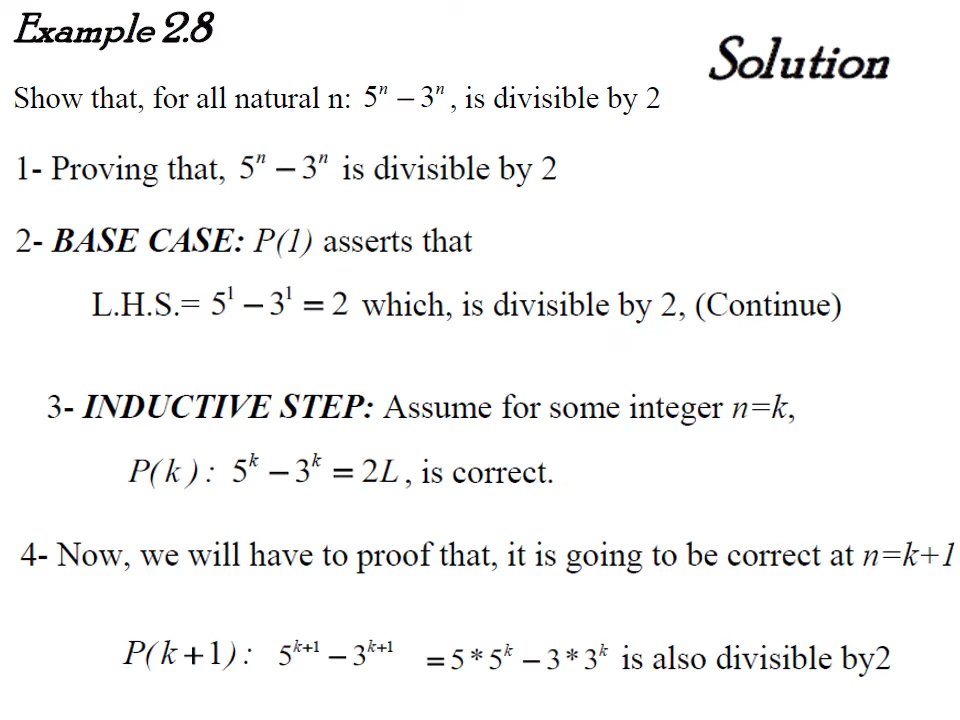 Example 2.8
Solution
Show that, for all natural n: 5ⁿ − 3ⁿ, is divisible by 2
1- Proving that, 5ⁿ − 3ⁿ is divisible by 2
2- BASE CASE: P(1) asserts that
L.H.S.= 5¹ − 3¹ = 2 which, is divisible by 2, (Continue)
3- INDUCTIVE STEP: Assume for some integer n=k,
P(k): 5ᵏ − 3ᵏ = 2L, is correct.
4- Now, we will have to proof that, it is going to be correct at n=k+1
P(k+1): 5ᵏ⁺¹ − 3ᵏ⁺¹ = 5*5ᵏ − 3*3ᵏ is also divisible by2